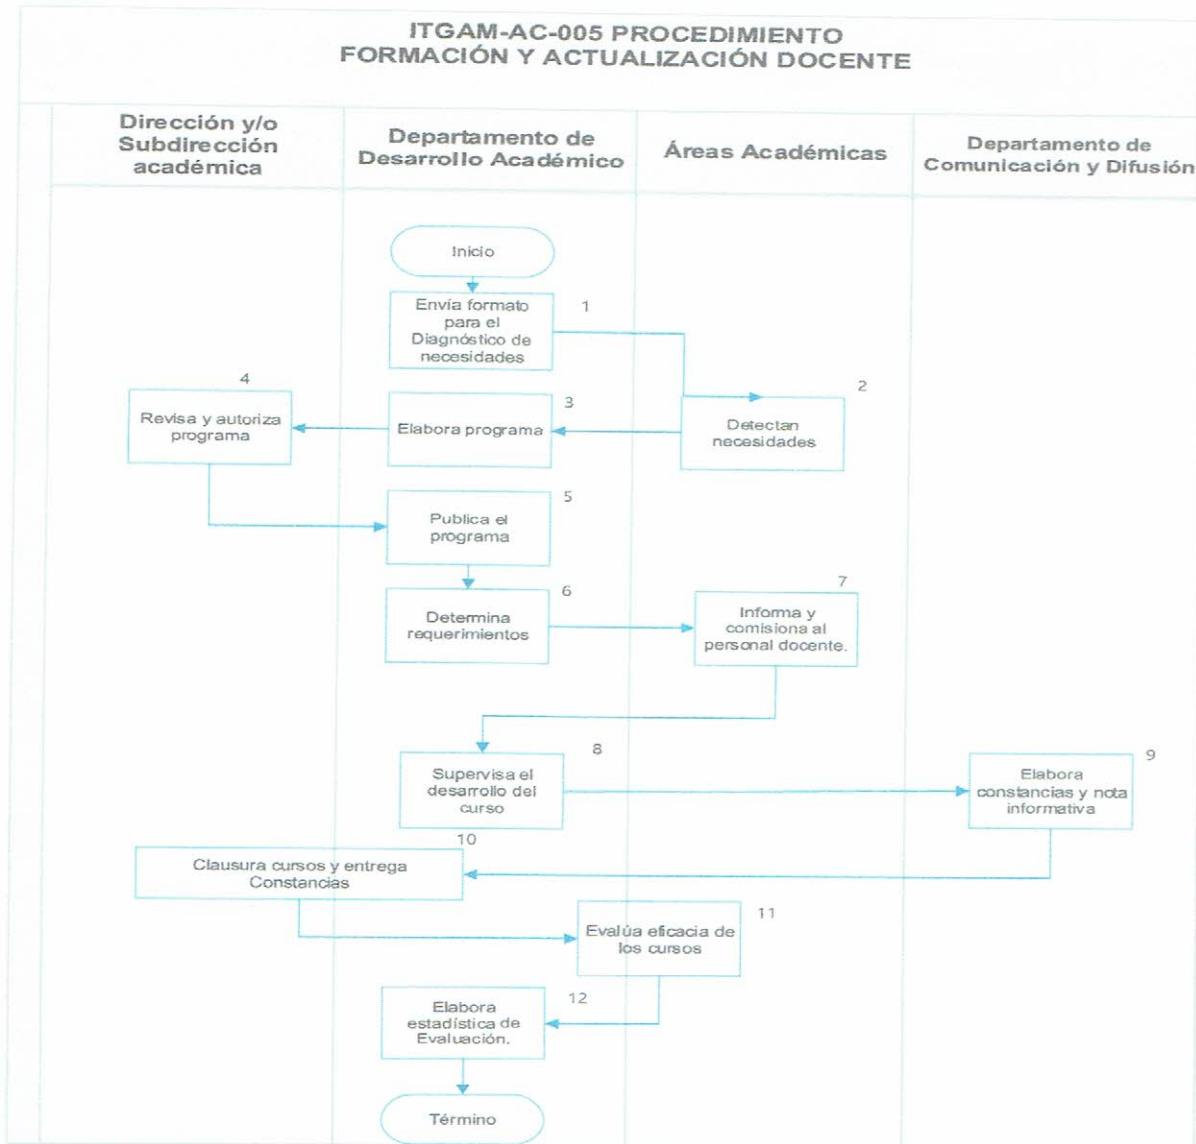 ITGAM-AC-005 PROCEDIMIENTO
FORMACIÓN Y ACTUALIZACIÓN DOCENTE
Dirección y/o
Subdirección
académica
Departamento de
Desarrollo Académico
Áreas Académicas
Departamento de
Comunicación y Difusión
Inicio
Envía formato
para el
Diagnóstico de
necesidades
1
Detectan
necesidades
2
Elabora programa
3
Revisa y autoriza
programa
4
Publica el
programa
5
Determina
requerimientos
6
Informa y
comisiona al
personal docente.
7
Supervisa el
desarrollo del
curso
8
Elabora
constancias y nota
informativa
9
Clausura cursos y entrega
Constancias
10
Evalúa eficacia de
los cursos
11
Elabora
estadística de
Evaluación.
12
Término